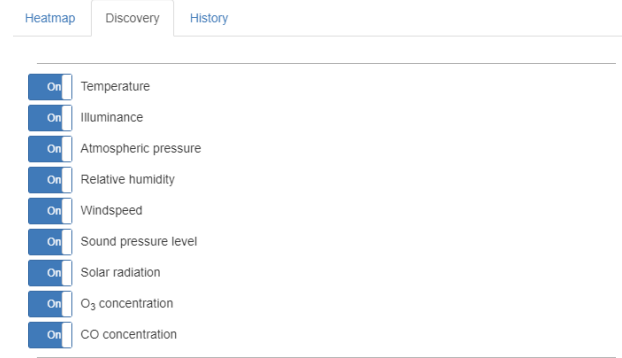 Heatmap Discovery History
On Temperature
On Illuminance
On Atmospheric pressure
On Relative humidity
On Windspeed
On Sound pressure level
On Solar radiation
On O₃ concentration
On CO concentration